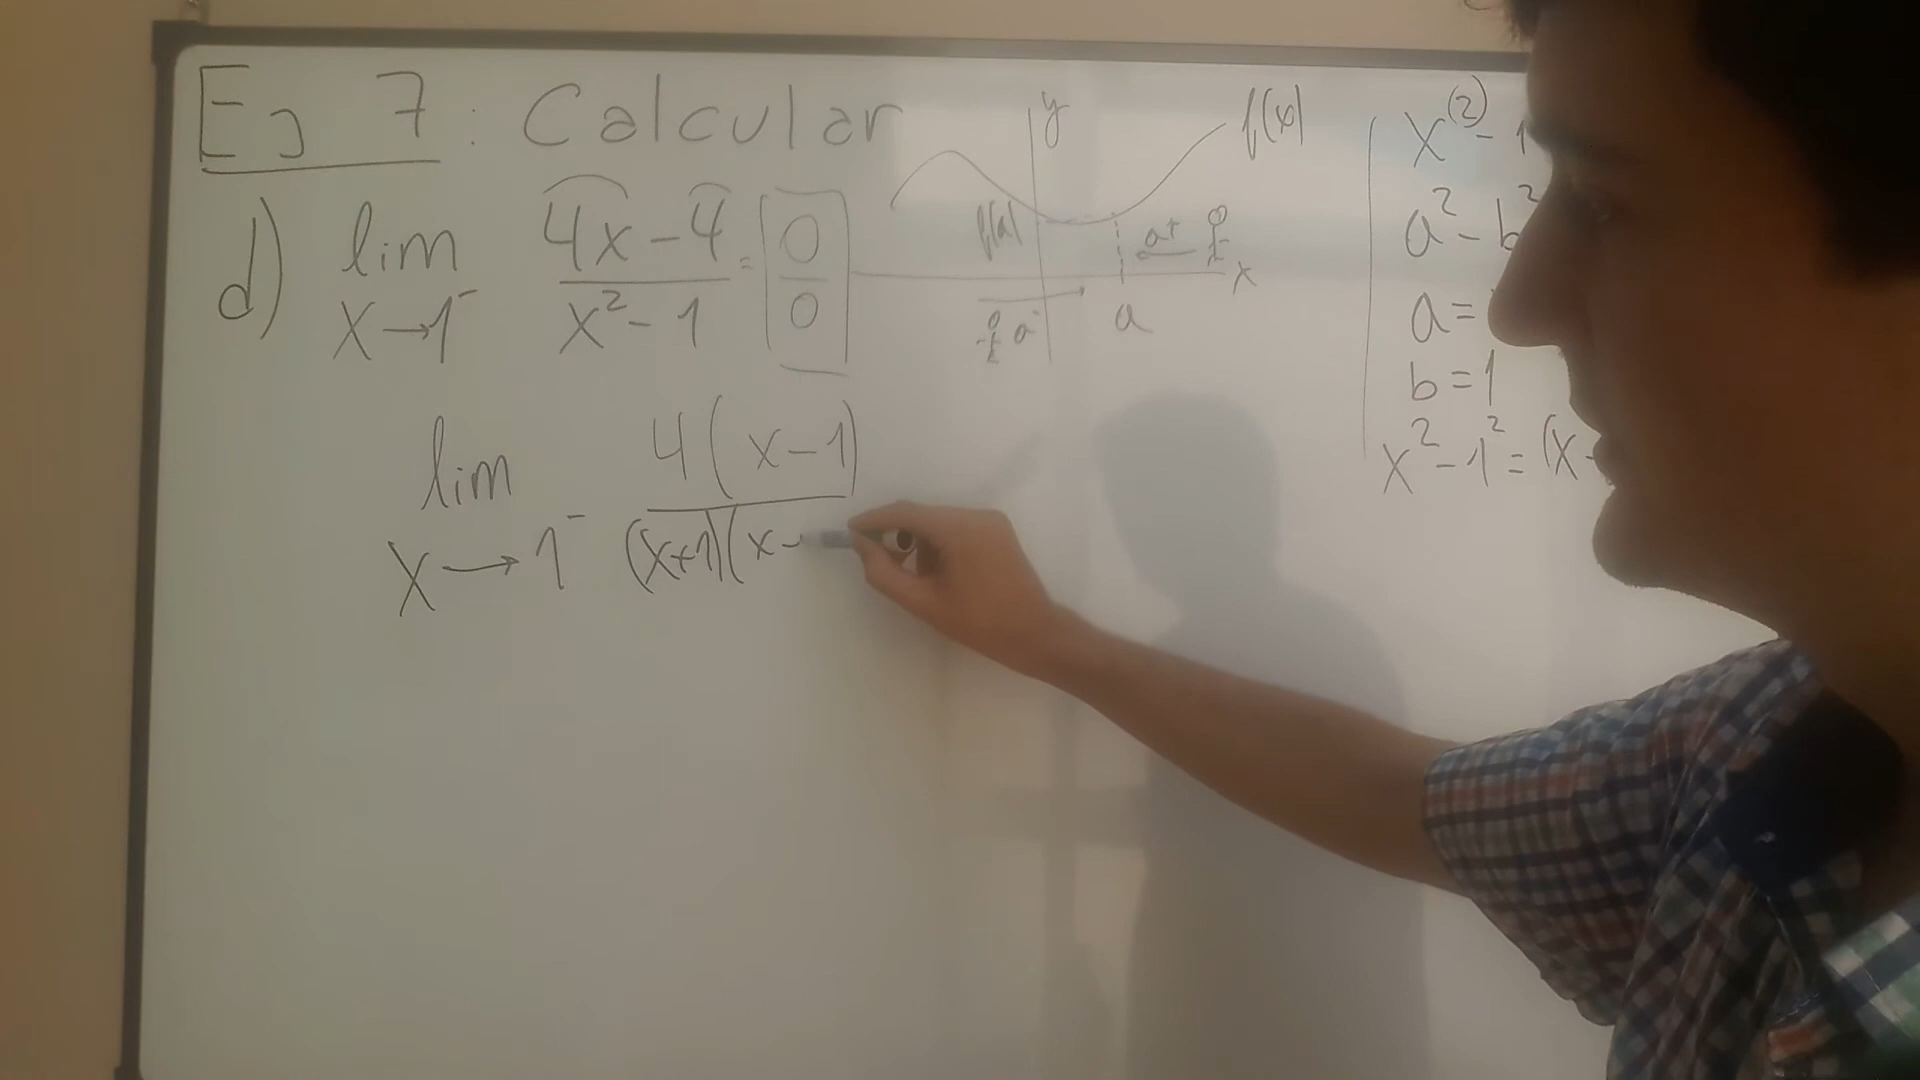 Ej 7: Calcular
d) lim x→1⁻ (4x-4)/(x²-1) = 0/0
y
f(x)
f(a)
a⁺
x
a⁻
a
lim x→1⁻ 4(x-1)/(x+1)(x-
x⁽²⁾-1
a²-b²
a=
b=1
x²-1²=(x-